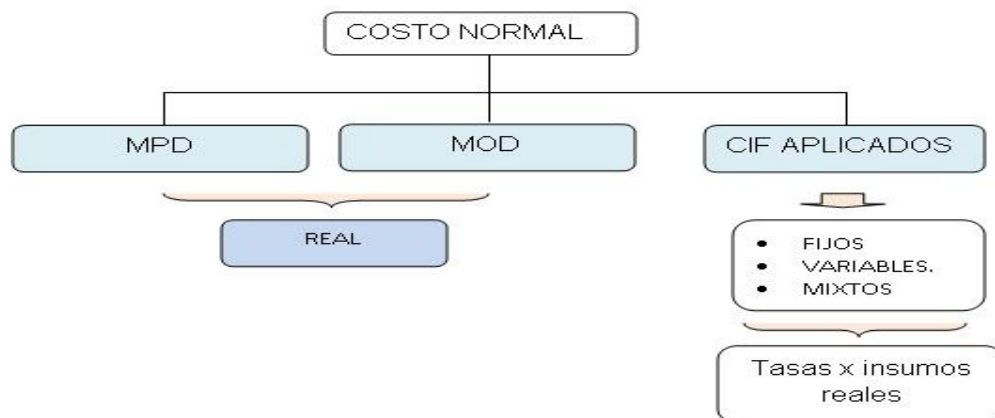 COSTO NORMAL
MPD
MOD
CIF APLICADOS
REAL
• FIJOS
• VARIABLES.
• MIXTOS
Tasas x insumos
reales